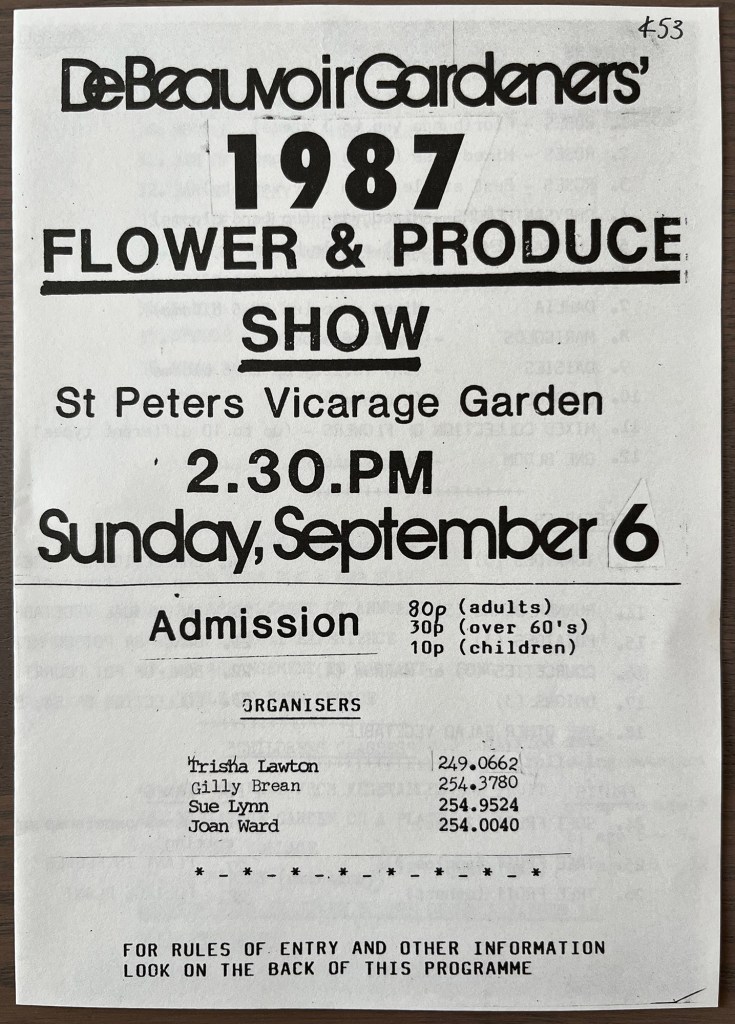 £53
DeBeauvoir Gardeners'
1987
FLOWER & PRODUCE
SHOW
St Peters Vicarage Garden
2.30.PM
Sunday, September 6
Admission
80p (adults)
30p (over 60's)
10p (children)
ORGANISERS
Trisha Lawton 249.0662
Gilly Brean 254.3780
Sue Lynn 254.9524
Joan Ward 254.0040
* - * - * - * - * - * - * - *
FOR RULES OF ENTRY AND OTHER INFORMATION
LOOK ON THE BACK OF THIS PROGRAMME